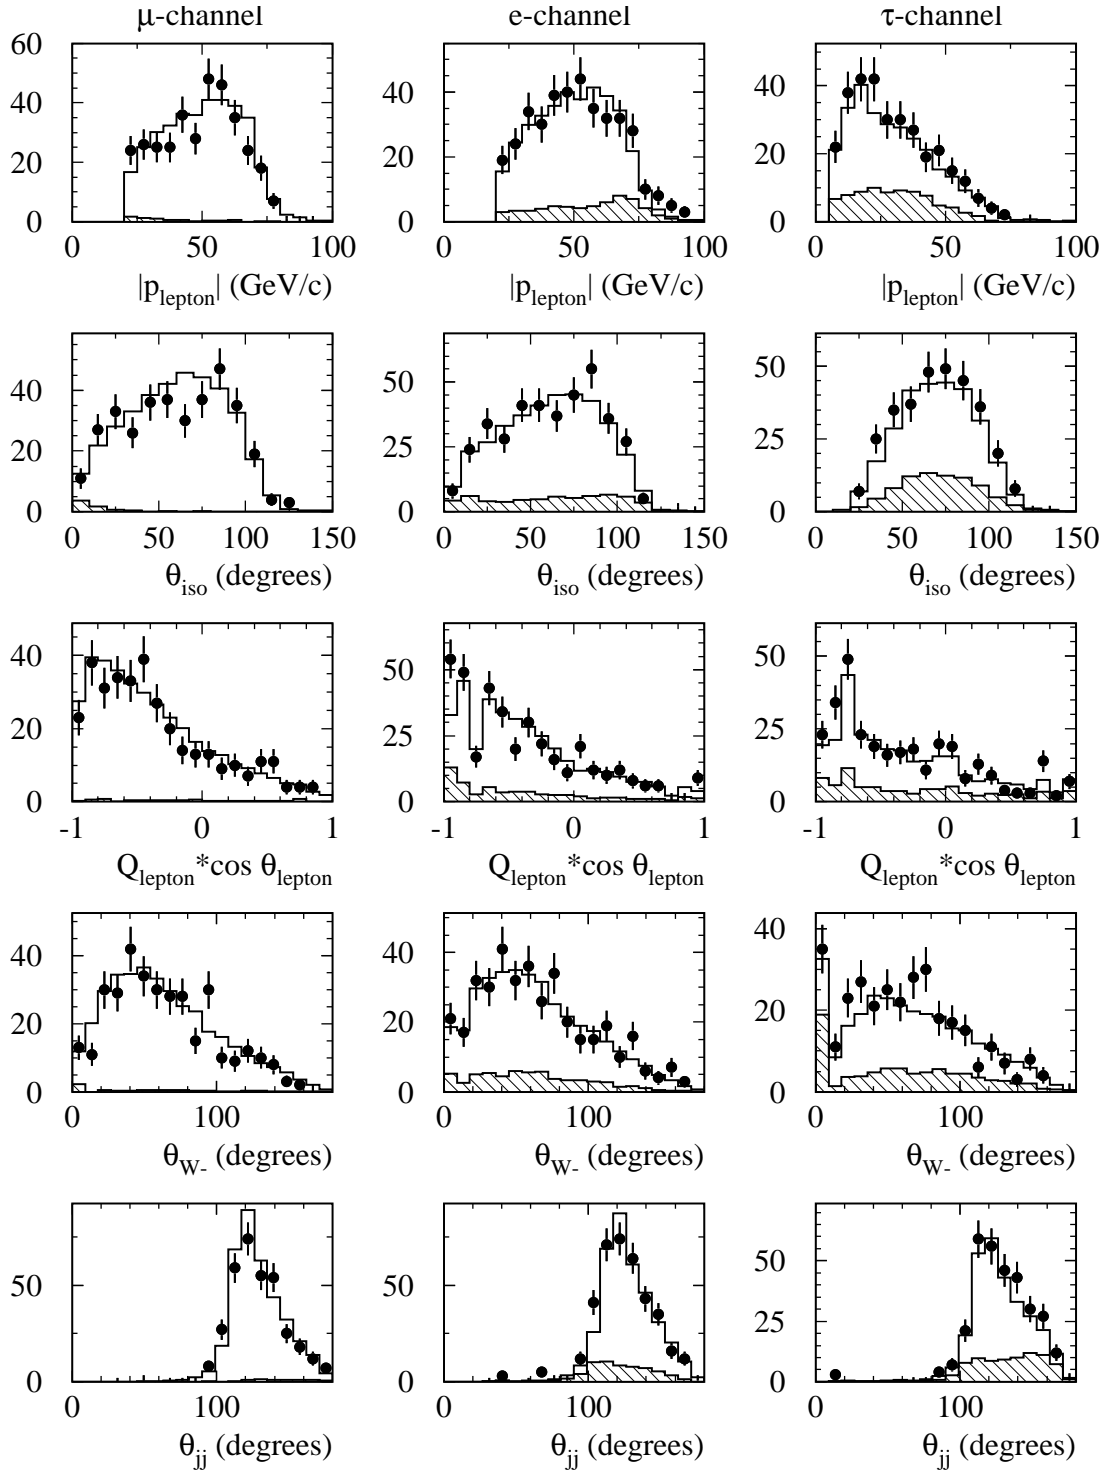 μ-channel e-channel τ-channel
60
40
20
0
0 50 100
|p_lepton| (GeV/c)
40
20
0
0 50 100
|p_lepton| (GeV/c)
40
20
0
0 50 100
|p_lepton| (GeV/c)
40
20
0
0 50 100 150
θ_iso (degrees)
50
25
0
0 50 100 150
θ_iso (degrees)
50
25
0
0 50 100 150
θ_iso (degrees)
40
20
0
-1 0 1
Q_lepton*cos θ_lepton
50
25
0
-1 0 1
Q_lepton*cos θ_lepton
50
25
0
-1 0 1
Q_lepton*cos θ_lepton
40
20
0
0 100
θ_W- (degrees)
40
20
0
0 100
θ_W- (degrees)
40
20
0
0 100
θ_W- (degrees)
50
0
0 100
θ_jj (degrees)
50
0
0 100
θ_jj (degrees)
50
25
0
0 100
θ_jj (degrees)